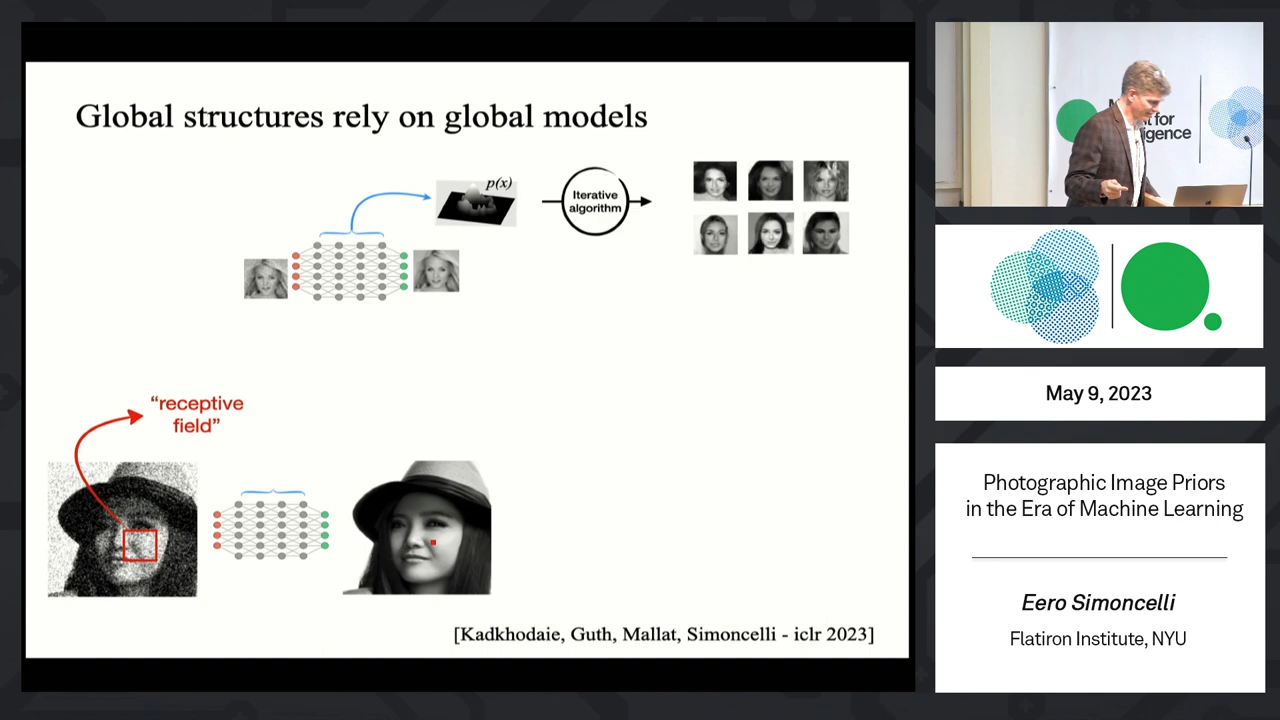 Global structures rely on global models
p(x)
Iterative
algorithm
“receptive
field”
[Kadkhodaie, Guth, Mallat, Simoncelli - iclr 2023]
May 9, 2023
Photographic Image Priors
in the Era of Machine Learning
Eero Simoncelli
Flatiron Institute, NYU